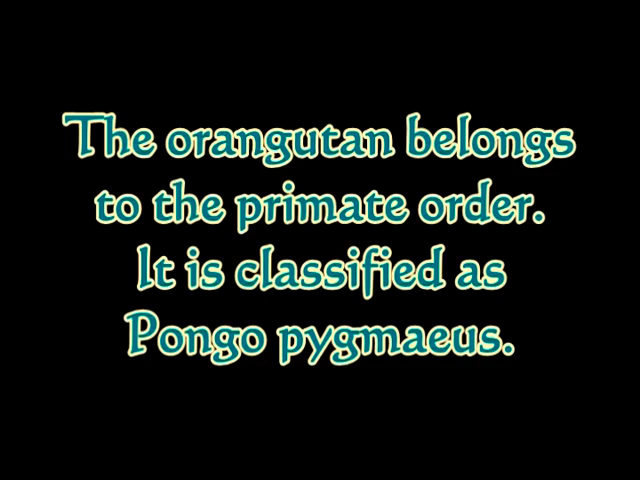 The orangutan belongs
to the primate order.
It is classified as
Pongo pygmaeus.